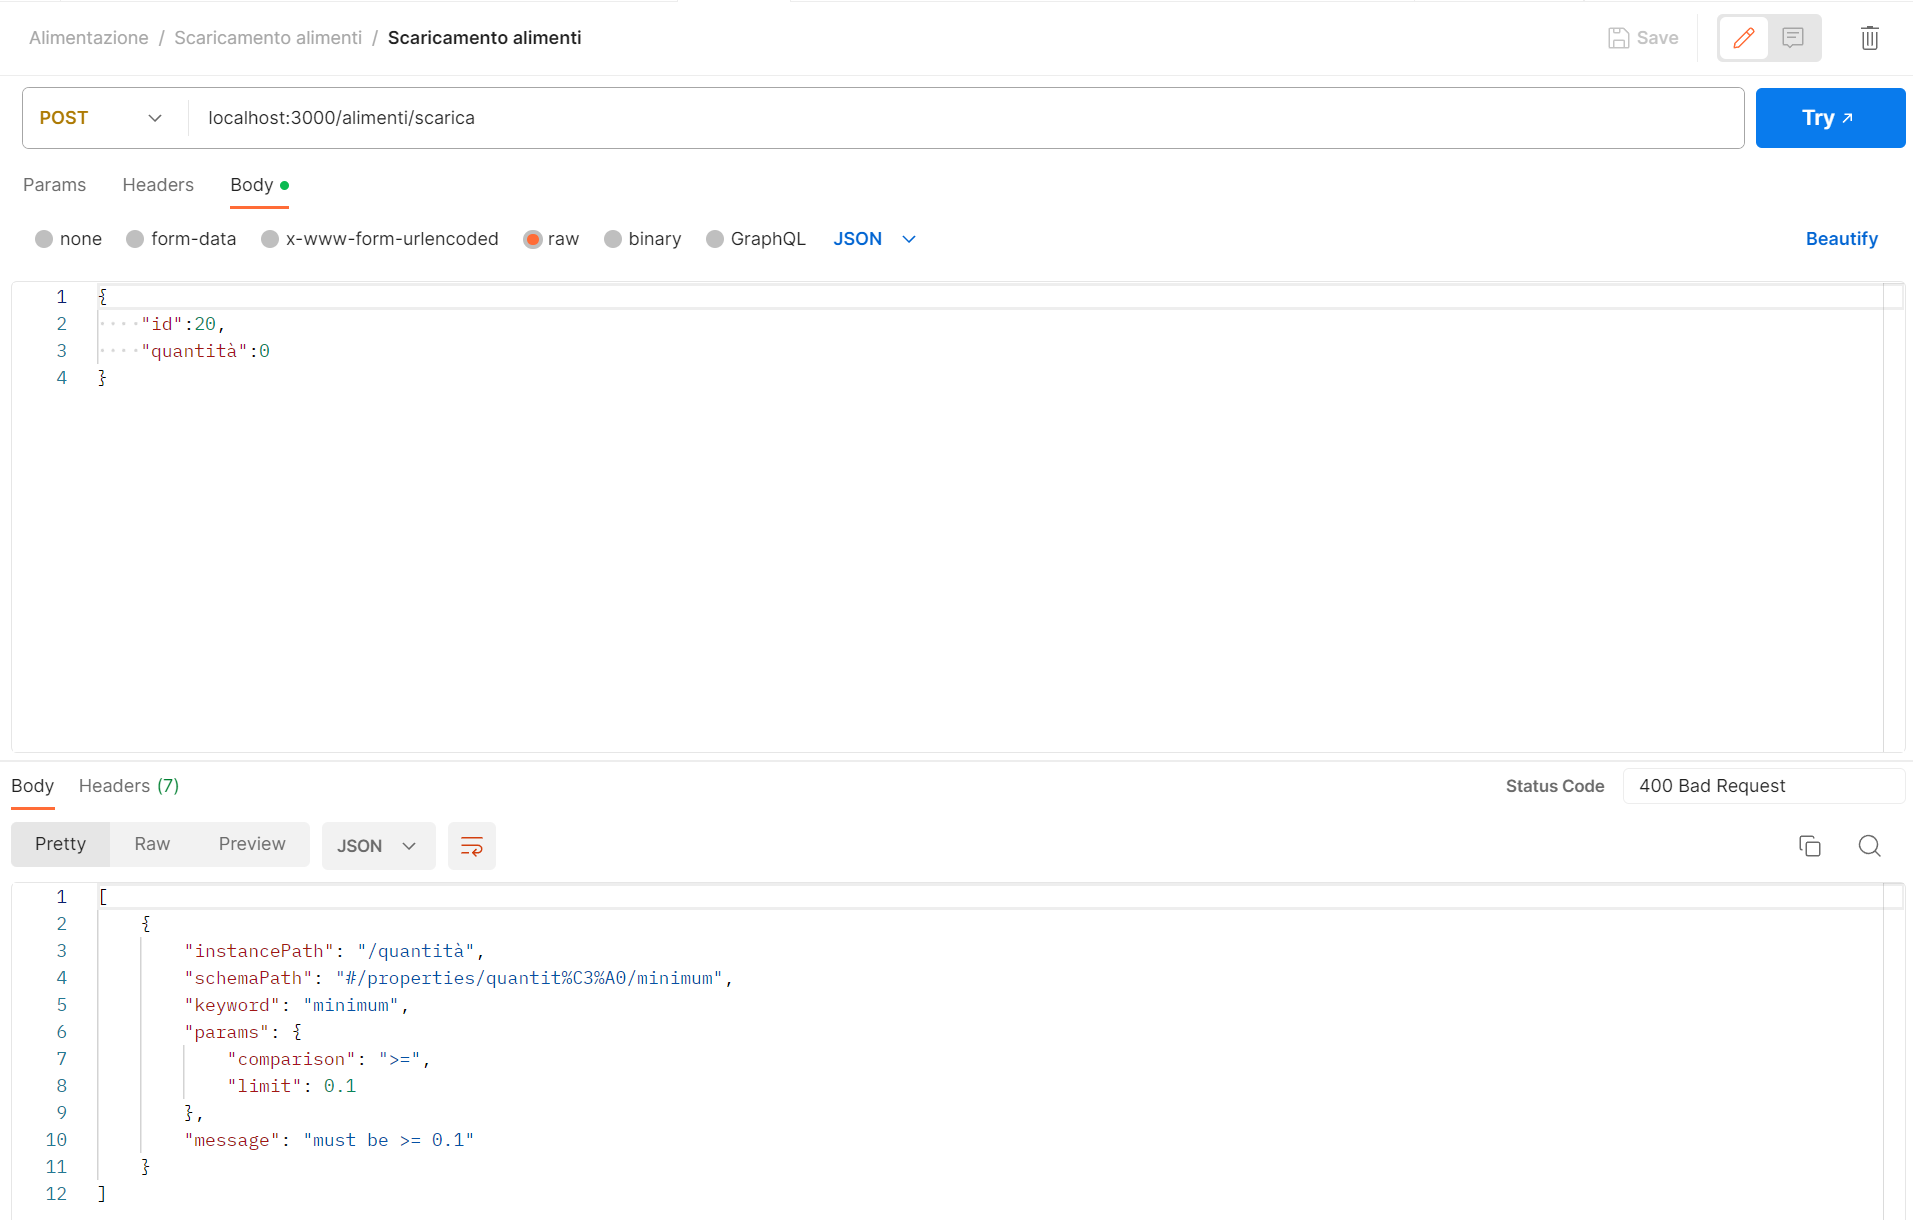 Alimentazione / Scaricamento alimenti / Scaricamento alimenti
Save
POST localhost:3000/alimenti/scarica
Try
Params Headers Body
none form-data x-www-form-urlencoded raw binary GraphQL JSON Beautify
1 {
2 ····"id":20,
3 ····"quantità":0
4 }
Body Headers (7) Status Code 400 Bad Request
Pretty Raw Preview JSON
1 [
2 {
3 "instancePath": "/quantità",
4 "schemaPath": "#/properties/quantit%C3%A0/minimum",
5 "keyword": "minimum",
6 "params": {
7 "comparison": ">=",
8 "limit": 0.1
9 },
10 "message": "must be >= 0.1"
11 }
12 ]